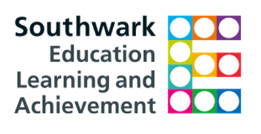 Southwark
Education
Learning and
Achievement